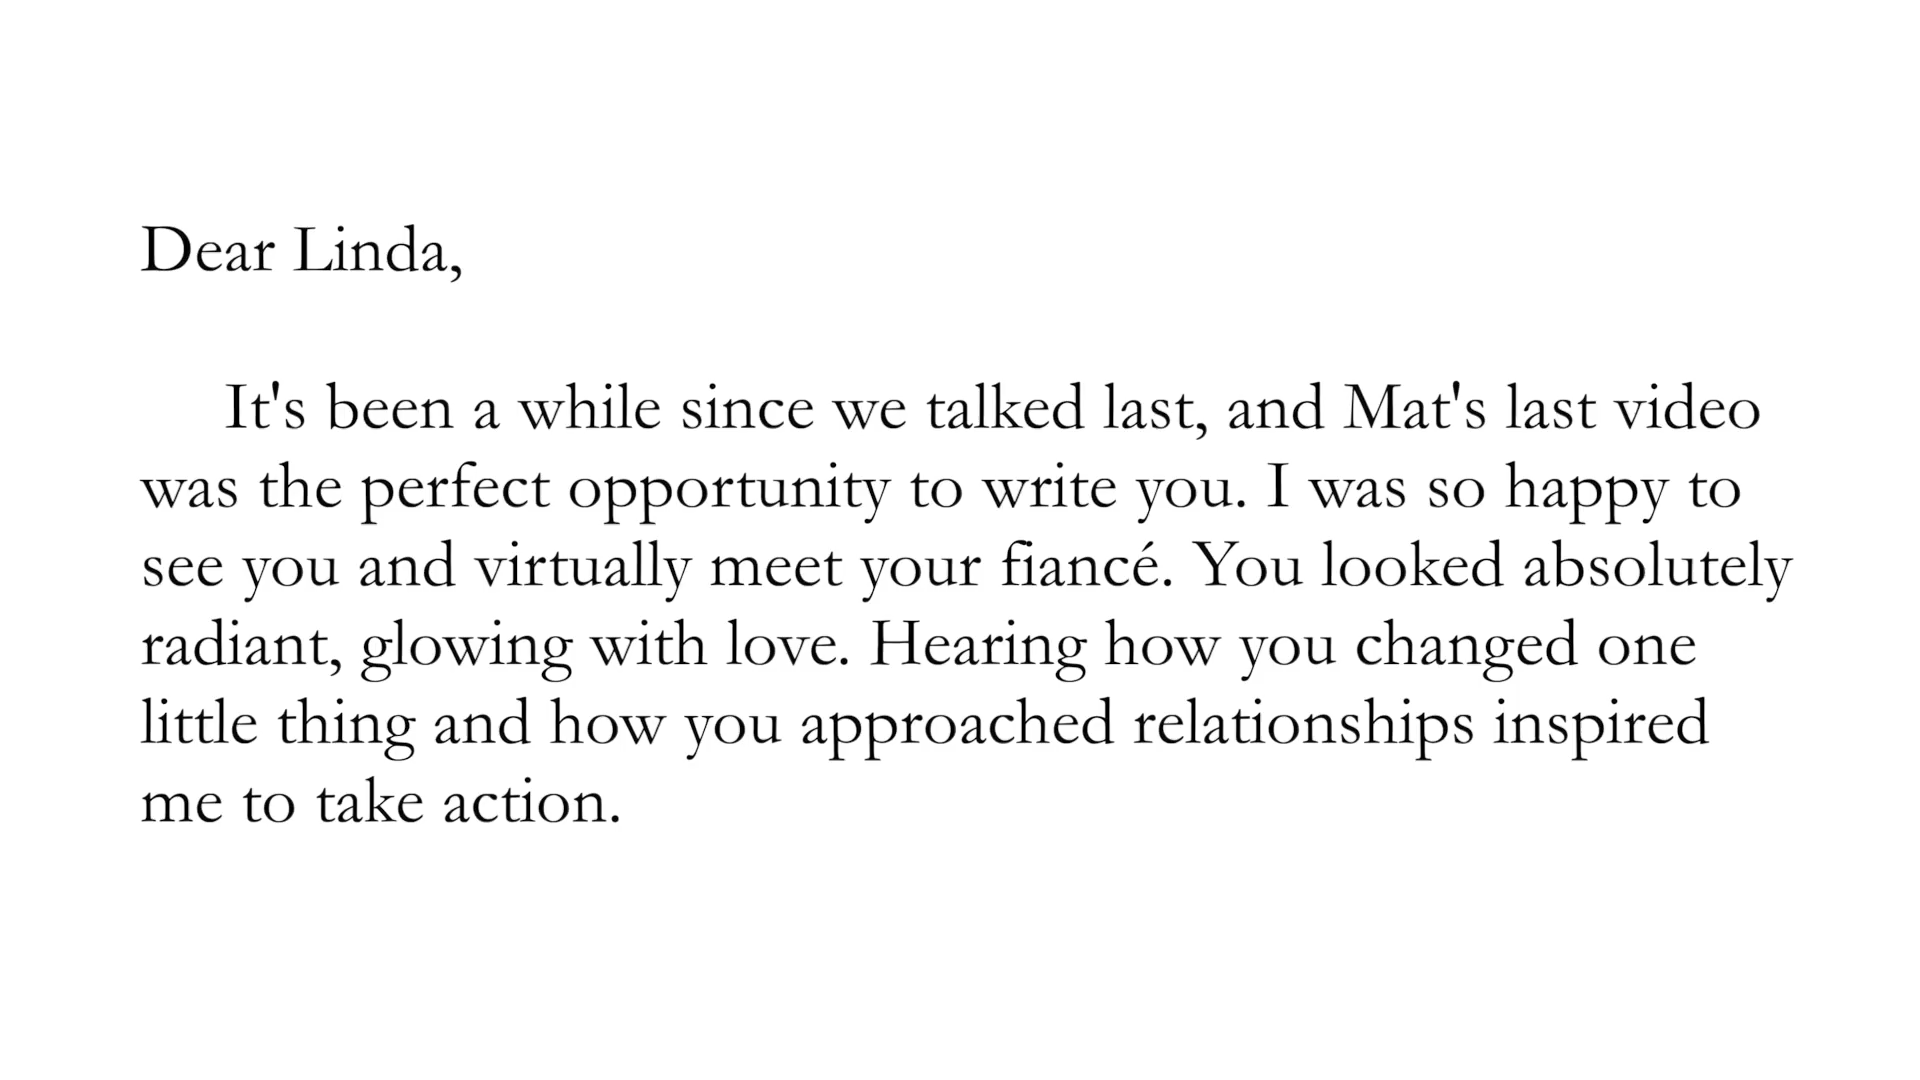 Dear Linda,
It's been a while since we talked last, and Mat's last video
was the perfect opportunity to write you. I was so happy to
see you and virtually meet your fiancé. You looked absolutely
radiant, glowing with love. Hearing how you changed one
little thing and how you approached relationships inspired
me to take action.